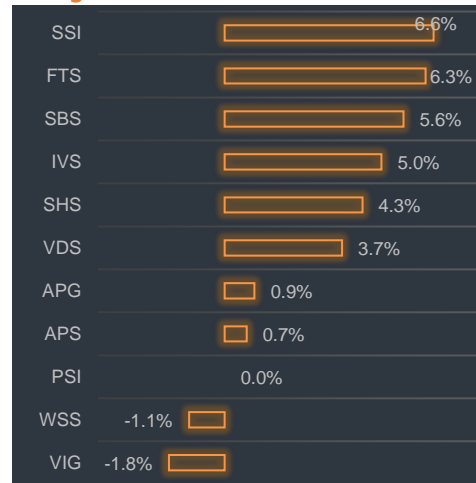 SSI 6.6%
FTS 6.3%
SBS 5.6%
IVS 5.0%
SHS 4.3%
VDS 3.7%
APG 0.9%
APS 0.7%
PSI 0.0%
WSS -1.1%
VIG -1.8%